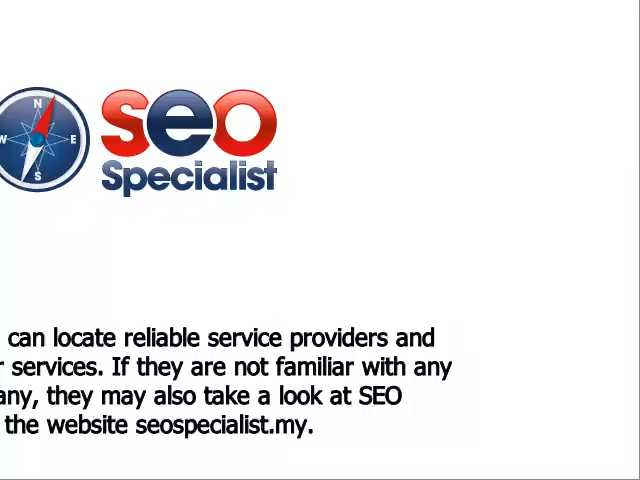 N
W E
S
seo
Specialist
can locate reliable service providers and
services. If they are not familiar with any
they may also take a look at SEO
the website seospecialist.my.